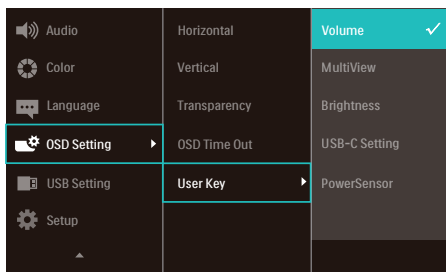 Audio
Color
Language
OSD Setting
USB Setting
Setup
Horizontal
Vertical
Transparency
OSD Time Out
User Key
Volume
MultiView
Brightness
USB-C Setting
PowerSensor